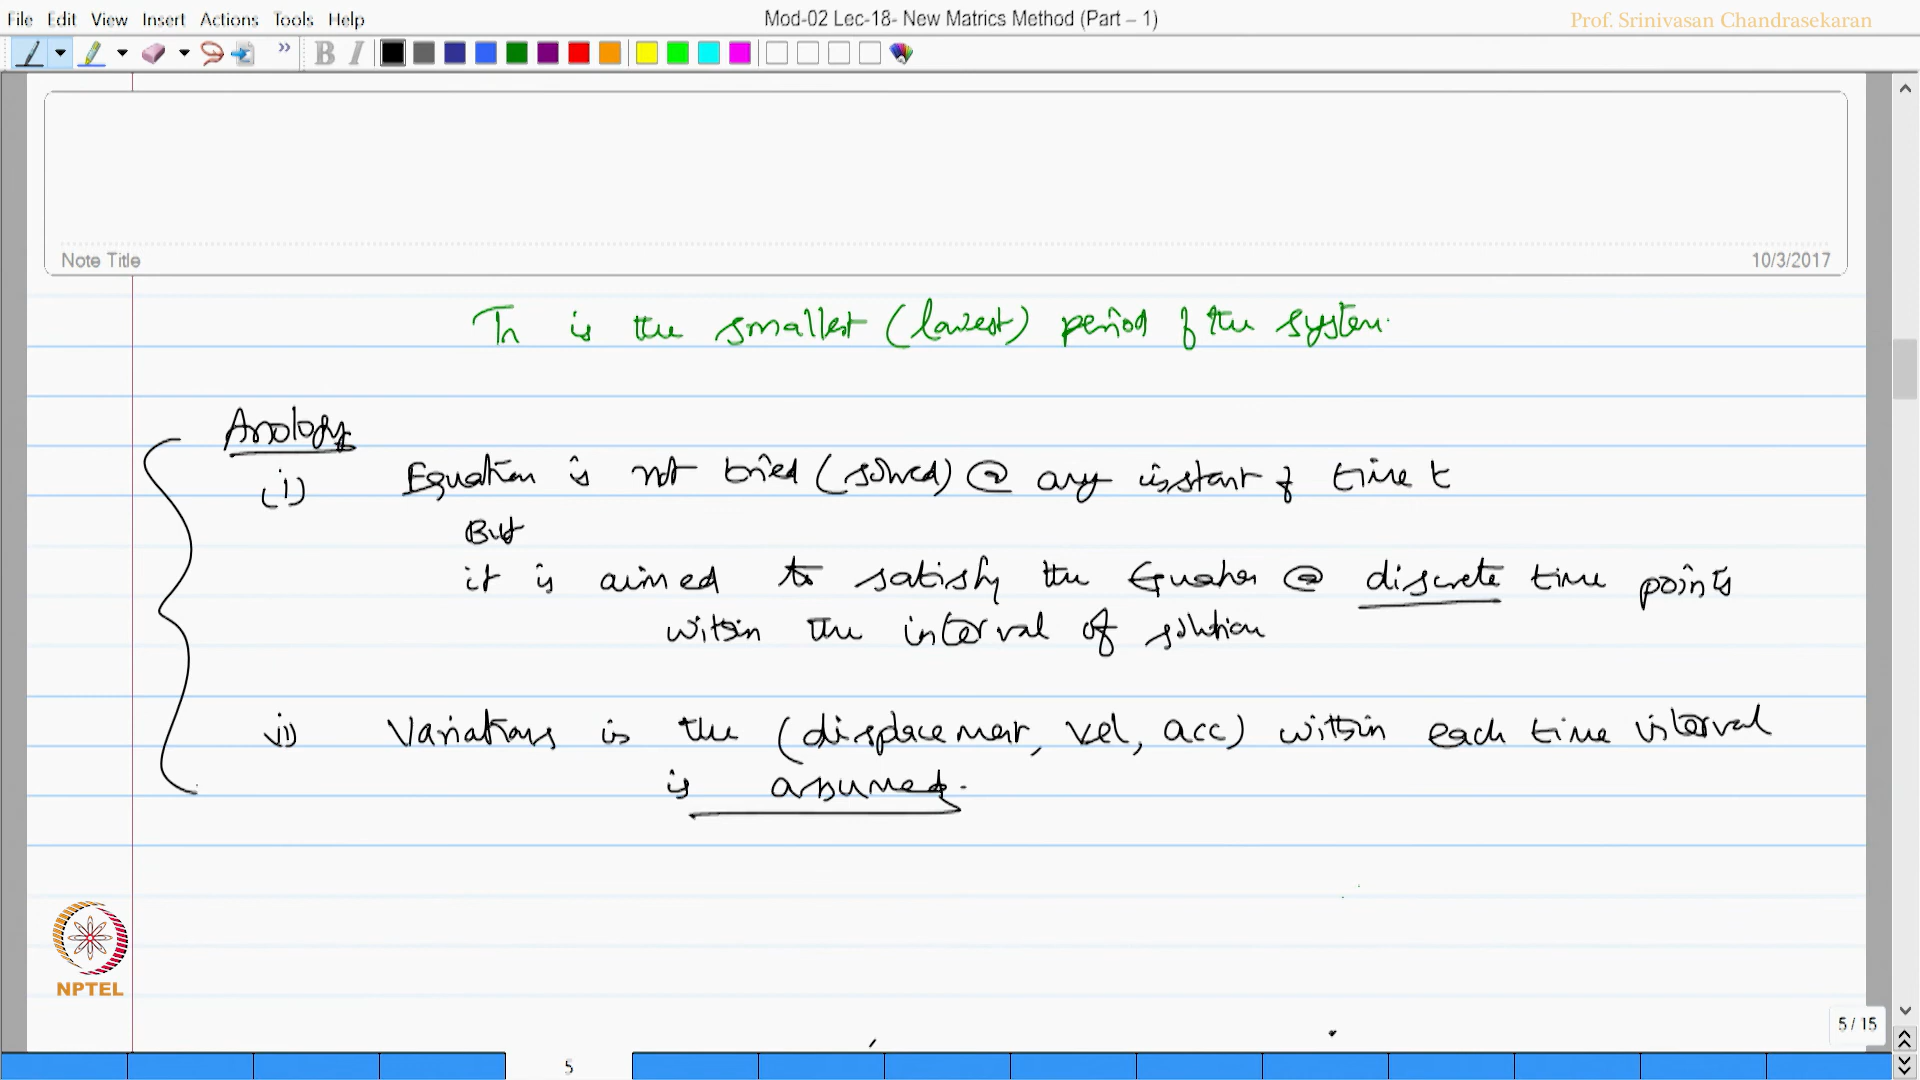 File Edit View Insert Actions Tools Help
Mod-02 Lec-18- New Matrics Method (Part – 1)
Prof. Srinivasan Chandrasekaran
B I
Note Title
10/3/2017
Tn is the smallest (lowest) period of the system.
Analogy
(i) Equation is not tried (solved) @ any instant of time t
But
it is aimed to satisfy the Equation @ discrete time points
within the interval of solution
ii) Variations is the (displacement, vel, acc) within each time interval
is assumed.
NPTEL
5 / 15
5